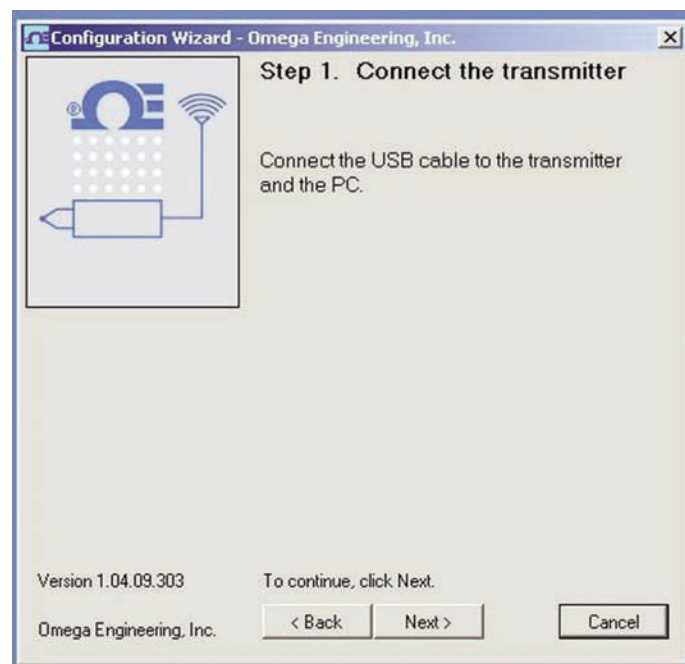 Configuration Wizard - Omega Engineering, Inc.
Step 1. Connect the transmitter
Connect the USB cable to the transmitter
and the PC.
Version 1.04.09.303
To continue, click Next.
Omega Engineering, Inc.
< Back
Next >
Cancel